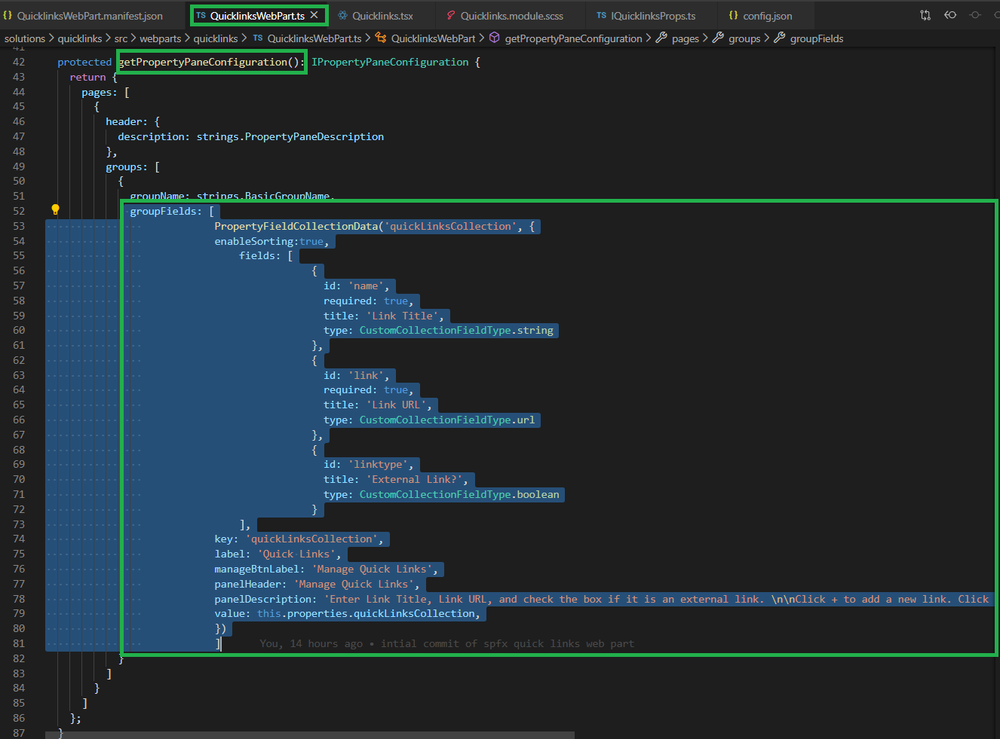 QuicklinksWebPart.manifest.json TS QuicklinksWebPart.ts Quicklinks.tsx Quicklinks.module.scss TS IQuicklinksProps.ts {} config.json
solutions > quicklinks > src > webparts > quicklinks > TS QuicklinksWebPart.ts > QuicklinksWebPart > getPropertyPaneConfiguration > pages > groups > groupFields
41
42 protected getPropertyPaneConfiguration(): IPropertyPaneConfiguration {
43 return {
44 pages: [
45 {
46 header: {
47 description: strings.PropertyPaneDescription
48 },
49 groups: [
50 {
51 groupName: strings.BasicGroupName,
52 groupFields: [
53 PropertyFieldCollectionData('quickLinksCollection', {
54 enableSorting:true,
55 fields: [
56 {
57 id: 'name',
58 required: true,
59 title: 'Link Title',
60 type: CustomCollectionFieldType.string
61 },
62 {
63 id: 'link',
64 required: true,
65 title: 'Link URL',
66 type: CustomCollectionFieldType.url
67 },
68 {
69 id: 'linktype',
70 title: 'External Link?',
71 type: CustomCollectionFieldType.boolean
72 }
73 ],
74 key: 'quickLinksCollection',
75 label: 'Quick Links',
76 manageBtnLabel: 'Manage Quick Links',
77 panelHeader: 'Manage Quick Links',
78 panelDescription: 'Enter Link Title, Link URL, and check the box if it is an external link. \n\nClick + to add a new link. Click
79 value: this.properties.quickLinksCollection,
80 })
81 ] You, 14 hours ago • intial commit of spfx quick links web part
82 }
83 ]
84 }
85 ]
86 };
87 }